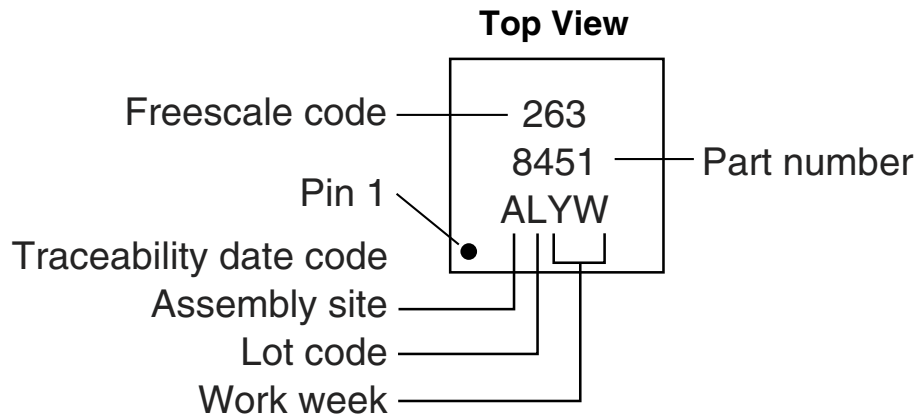 Top View
Freescale code
263
8451
Part number
Pin 1
ALYW
Traceability date code
Assembly site
Lot code
Work week